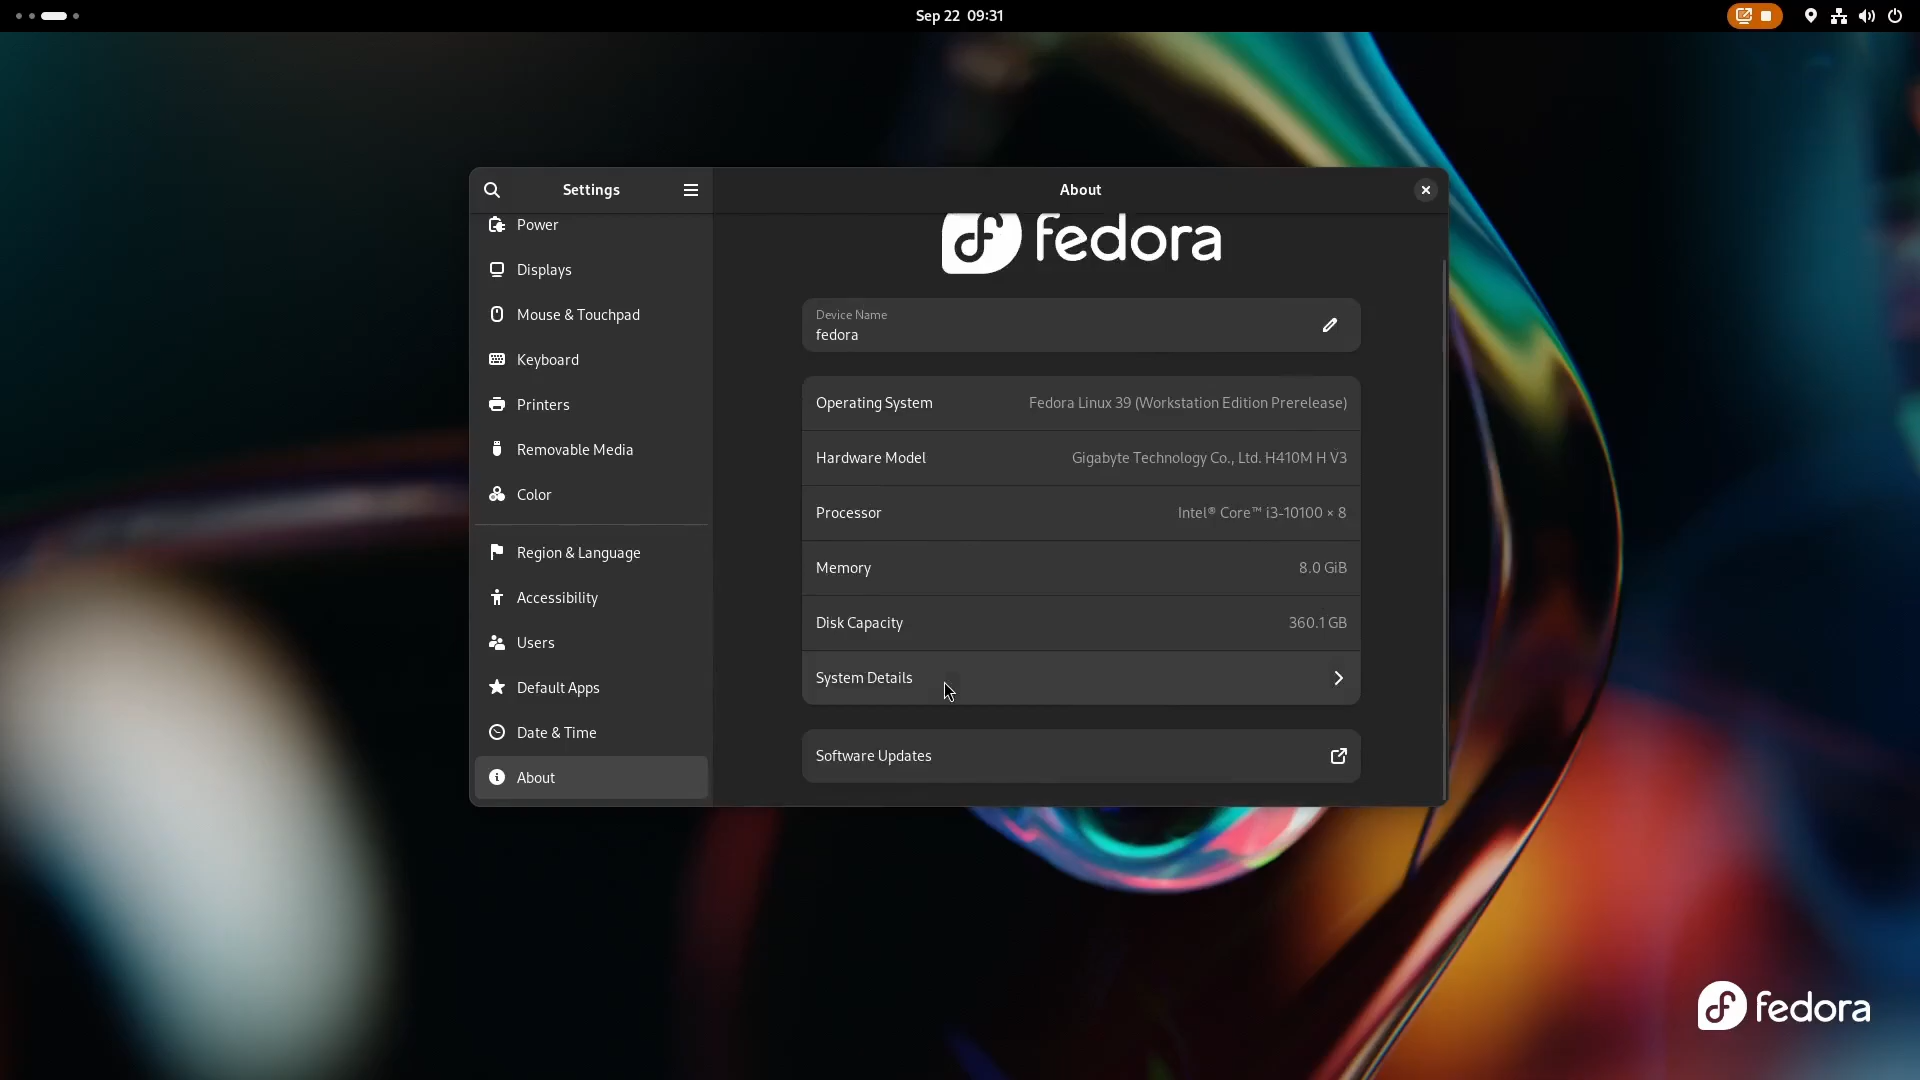 Sep 22 09:31
Settings
About
Power
Displays
Mouse & Touchpad
Keyboard
Printers
Removable Media
Color
Region & Language
Accessibility
Users
Default Apps
Date & Time
About
fedora
Device Name
fedora
Operating System Fedora Linux 39 (Workstation Edition Prerelease)
Hardware Model Gigabyte Technology Co., Ltd. H410M H V3
Processor Intel® Core™ i3-10100 × 8
Memory 8.0 GiB
Disk Capacity 360.1 GB
System Details
Software Updates
fedora